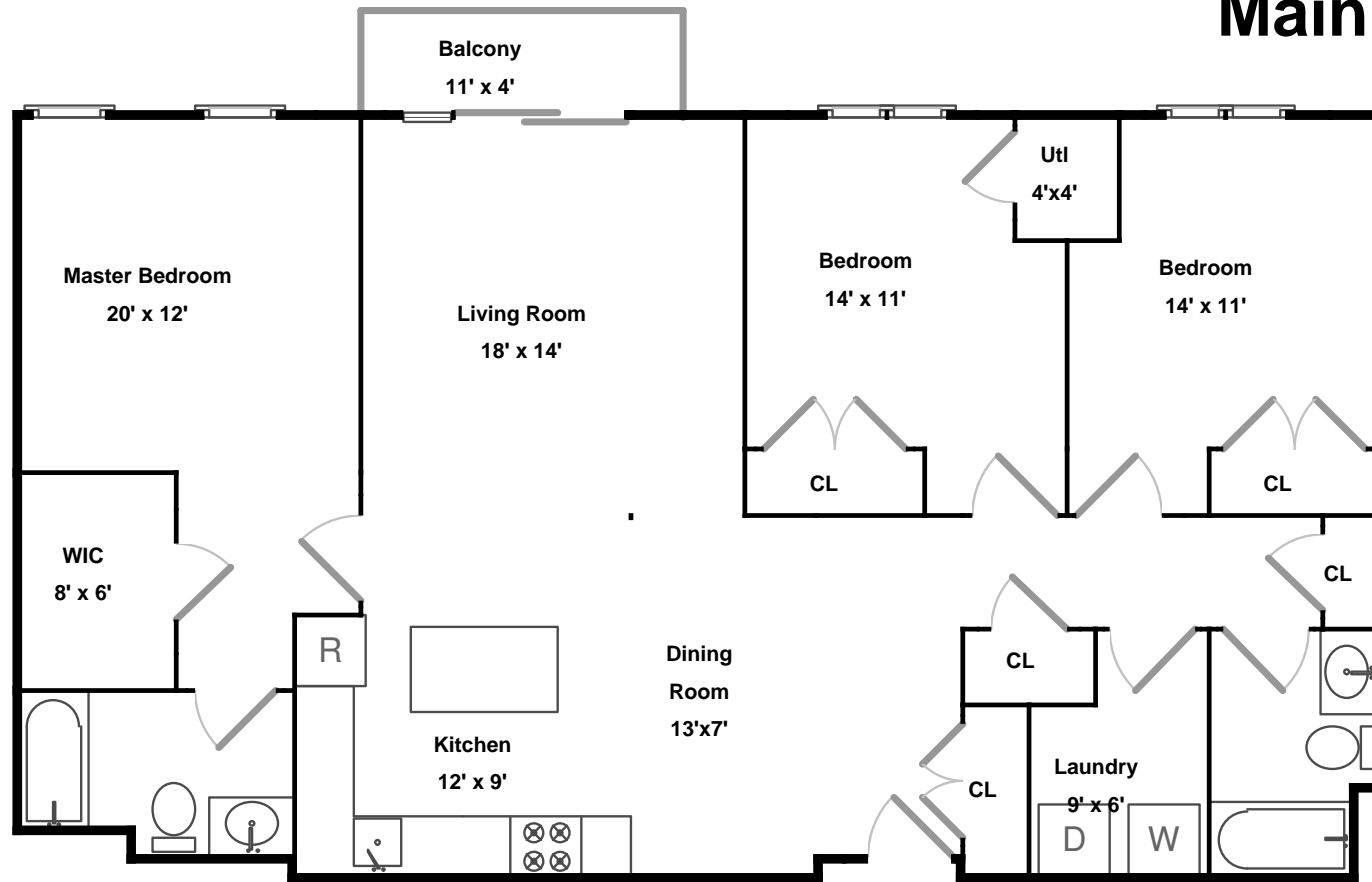 Main
Balcony
11' x 4'
Utl
4'x4'
Master Bedroom
20' x 12'
Living Room
18' x 14'
Bedroom
14' x 11'
Bedroom
14' x 11'
CL
CL
WIC
8' x 6'
CL
R
CL
Dining
Room
13'x7'
Kitchen
12' x 9'
CL
Laundry
9' x 6'
D
W